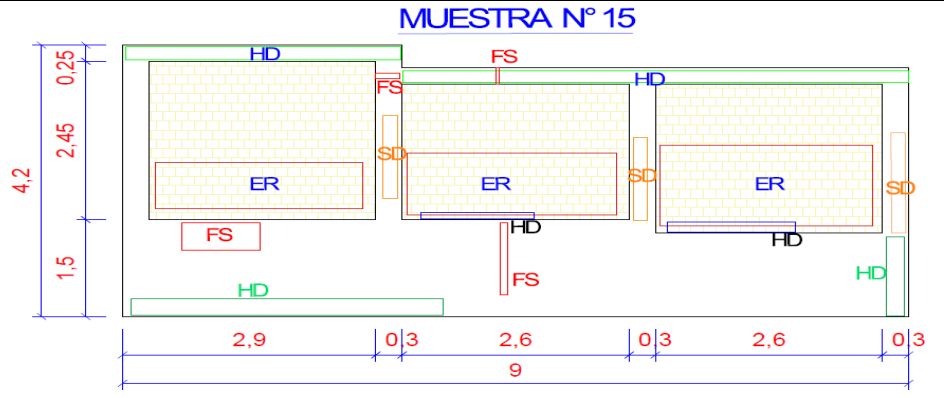 MUESTRA N° 15
HD
0,25
FS
HD
FS
2,45
4,2
SD
SD
SD
ER
ER
ER
HD
FS
HD
1,5
HD
FS
HD
2,9
0,3
2,6
0,3
2,6
0,3
9